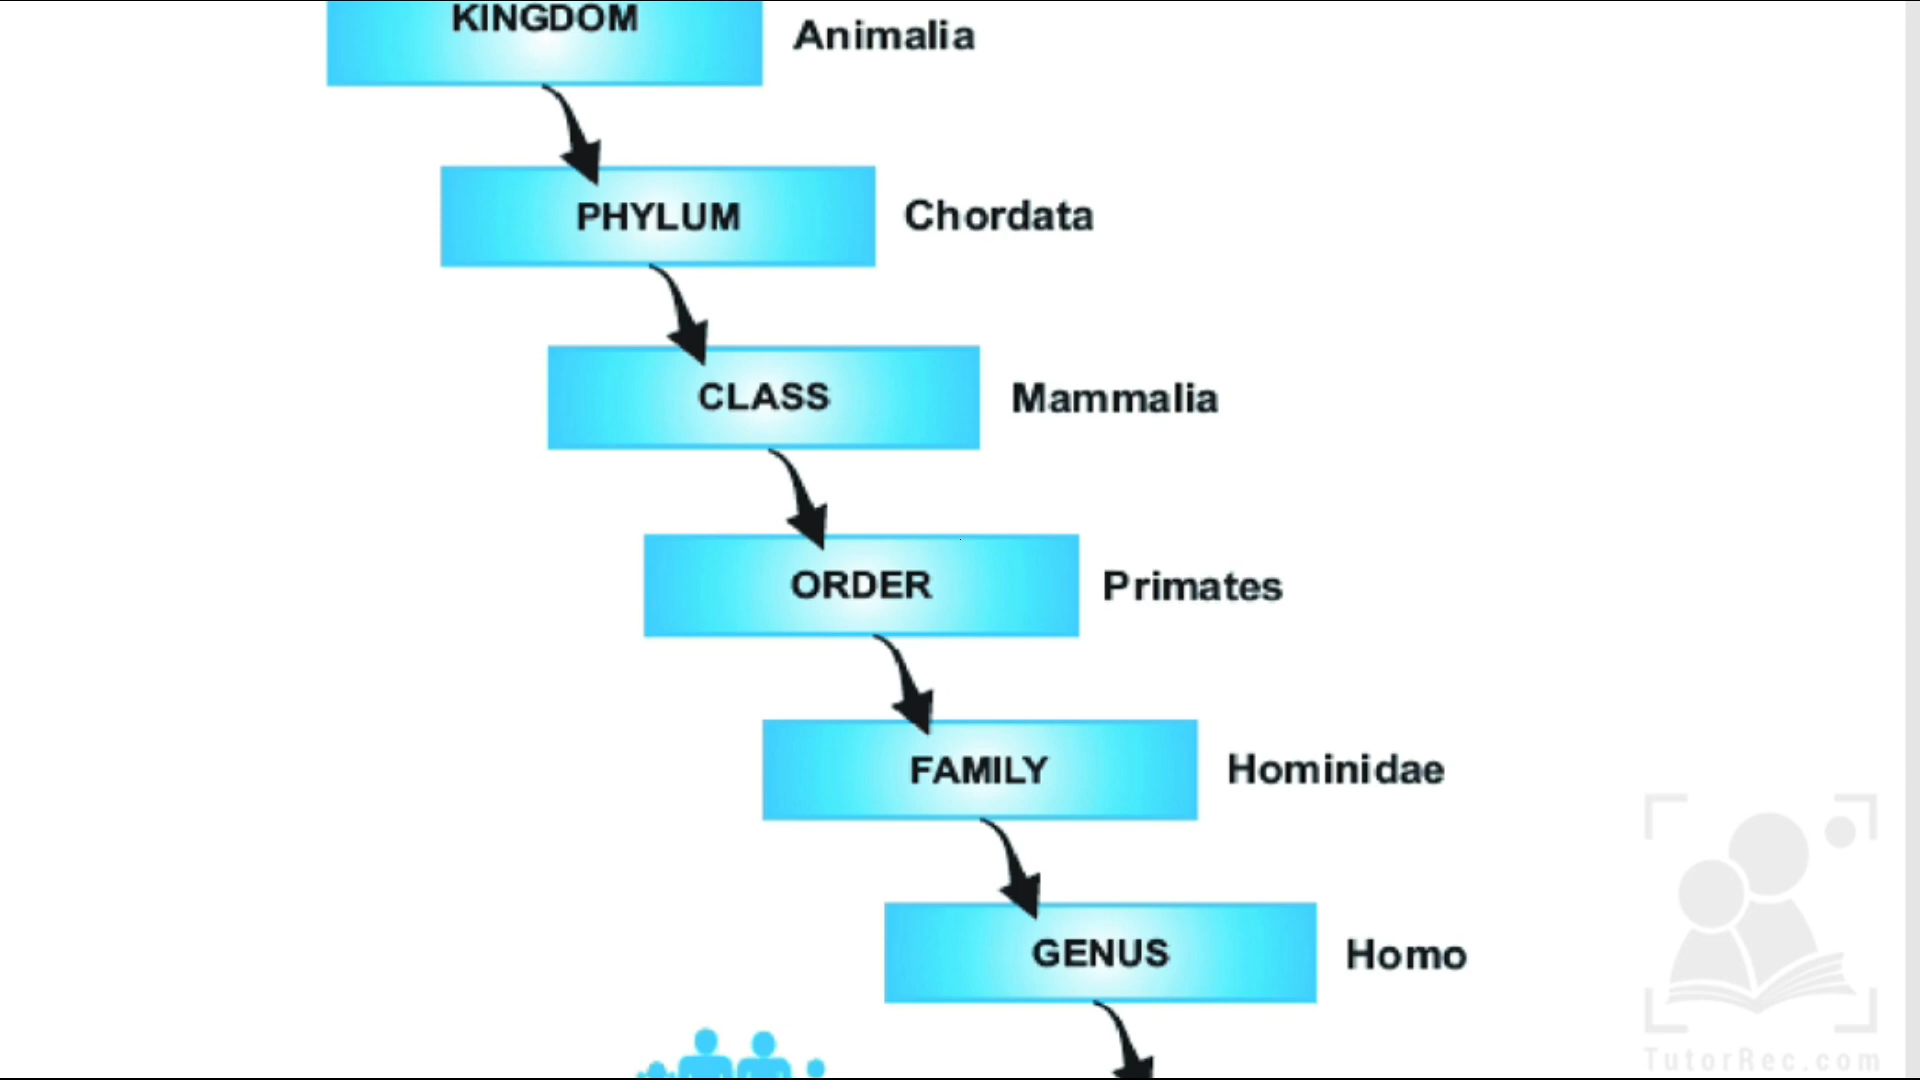 KINGDOM
Animalia
PHYLUM
Chordata
CLASS
Mammalia
ORDER
Primates
FAMILY
Hominidae
GENUS
Homo
TutorRec.com